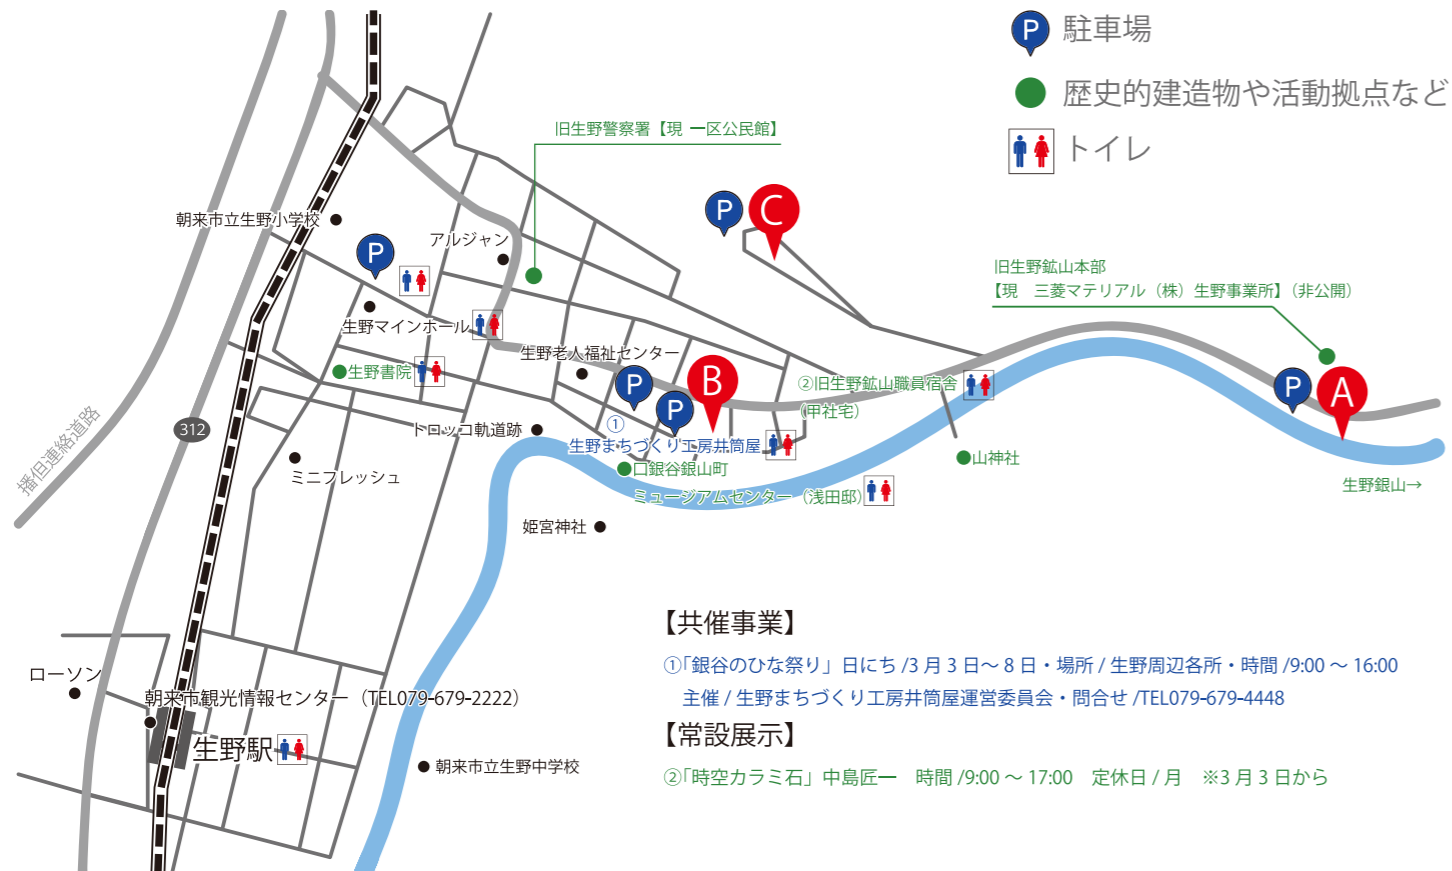 P 駐車場
歴史的建造物や活動拠点など
トイレ
旧生野警察署【現 一区公民館】
朝来市立生野小学校
アルジャン
P
P
C
旧生野鉱山本部
【現 三菱マテリアル（株）生野事業所】（非公開）
生野マインホール
生野老人福祉センター
生野書院
P
P
B
②旧生野鉱山職員宿舎
（甲社宅）
P
A
312
播但連絡道路
トロッコ軌道跡
①
生野まちづくり工房井筒屋
ミニフレッシュ
口銀谷銀山町
ミュージアムセンター（浅田邸）
山神社
生野銀山→
姫宮神社
【共催事業】
①「銀谷のひな祭り」日にち /3 月 3 日～ 8 日・場所 / 生野周辺各所・時間 /9:00 ～ 16:00
主催 / 生野まちづくり工房井筒屋運営委員会・問合せ /TEL079-679-4448
【常設展示】
②「時空カラミ石」中島匠一　時間 /9:00 ～ 17:00　定休日 / 月　※3 月 3 日から
ローソン
朝来市観光情報センター（TEL079-679-2222）
生野駅
朝来市立生野中学校